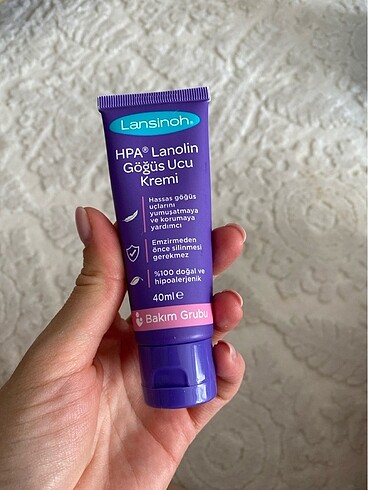 Lansinoh®
HPA® Lanolin
Göğüs Ucu
Kremi
Hassas göğüs
uçlarını
yumuşatmaya
ve korumaya
yardımcı
Emzirmeden
önce silinmesi
gerekmez
%100 doğal ve
hipoalerjenik
40ml e
Bakım Grubu